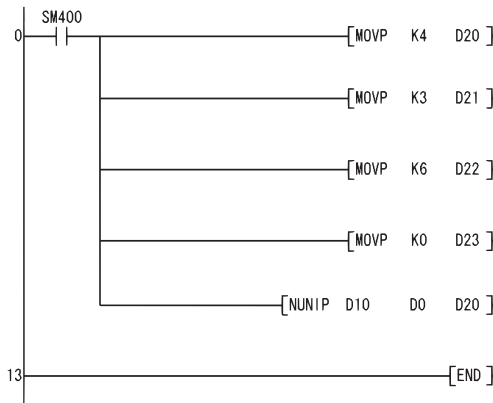 SM400
0 [MOVP K4 D20 ]
[MOVP K3 D21 ]
[MOVP K6 D22 ]
[MOVP K0 D23 ]
[NUNIP D10 D0 D20 ]
13 [END ]